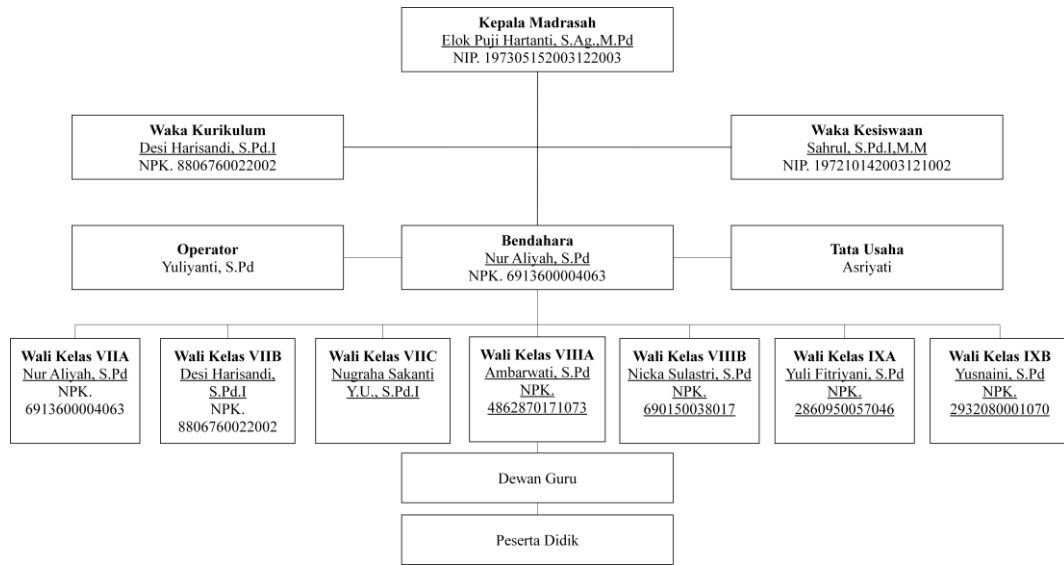 Kepala Madrasah
Elok Puji Hartanti, S.Ag.,M.Pd
NIP. 197305152003122003
Waka Kurikulum
Desi Harisandi, S.Pd.I
NPK. 8806760022002
Waka Kesiswaan
Sahrul, S.Pd.I,M.M
NIP. 197210142003121002
Operator
Yuliyanti, S.Pd
Bendahara
Nur Aliyah, S.Pd
NPK. 6913600004063
Tata Usaha
Asriyati
Wali Kelas VIIA
Nur Aliyah, S.Pd
NPK.
6913600004063
Wali Kelas VIIB
Desi Harisandi,
S.Pd.I
NPK.
8806760022002
Wali Kelas VIIC
Nugraha Sakanti
Y.U., S.Pd.I
Wali Kelas VIIIA
Ambarwati, S.Pd
NPK.
4862870171073
Wali Kelas VIIIB
Nicka Sulastri, S.Pd
NPK.
690150038017
Wali Kelas IXA
Yuli Fitriyani, S.Pd
NPK.
2860950057046
Wali Kelas IXB
Yusnaini, S.Pd
NPK.
2932080001070
Dewan Guru
Peserta Didik